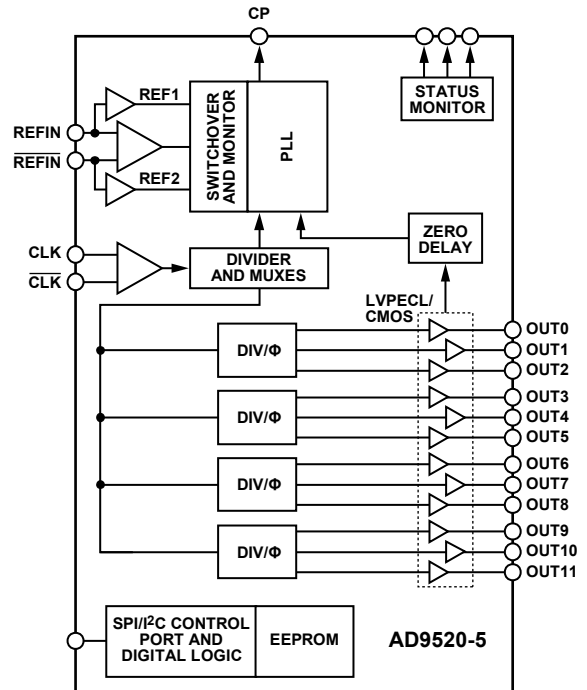 CP
REF1
SWITCHOVER
AND MONITOR
PLL
STATUS
MONITOR
REFIN
REFIN
REF2
CLK
CLK
DIVIDER
AND MUXES
ZERO
DELAY
LVPECL/
CMOS
DIV/Φ
OUT0
OUT1
OUT2
DIV/Φ
OUT3
OUT4
OUT5
DIV/Φ
OUT6
OUT7
OUT8
DIV/Φ
OUT9
OUT10
OUT11
SPI/I²C CONTROL
PORT AND
DIGITAL LOGIC
EEPROM
AD9520-5